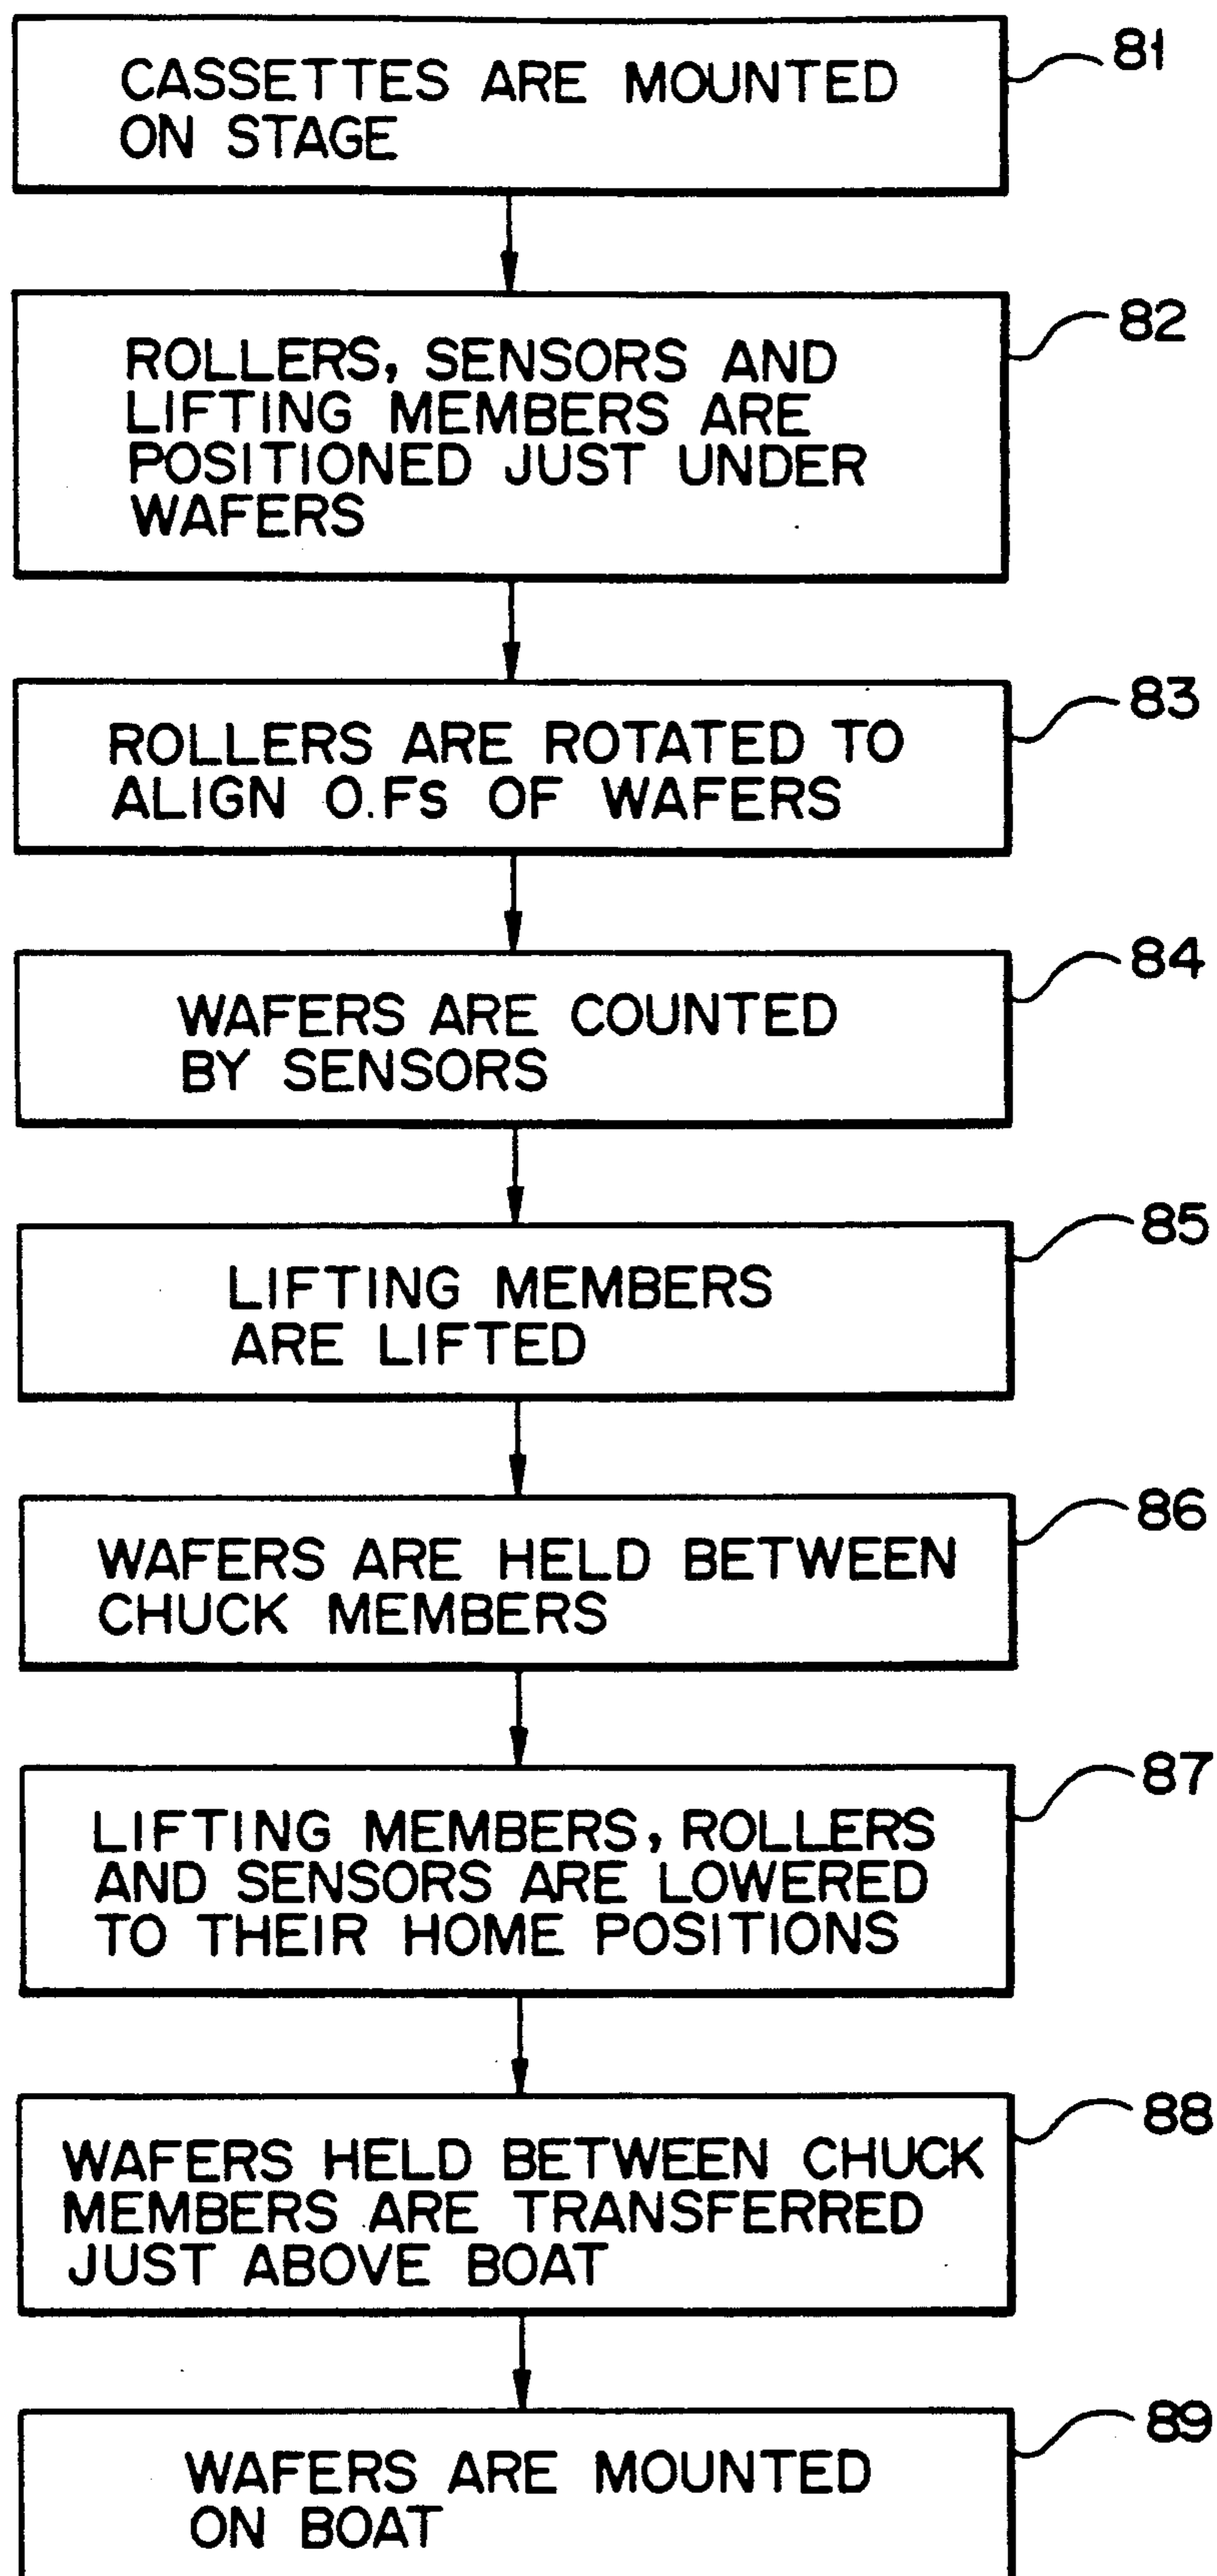 CASSETTES ARE MOUNTED
ON STAGE
81
ROLLERS, SENSORS AND
LIFTING MEMBERS ARE
POSITIONED JUST UNDER
WAFERS
82
ROLLERS ARE ROTATED TO
ALIGN O.Fs OF WAFERS
83
WAFERS ARE COUNTED
BY SENSORS
84
LIFTING MEMBERS
ARE LIFTED
85
WAFERS ARE HELD BETWEEN
CHUCK MEMBERS
86
LIFTING MEMBERS, ROLLERS
AND SENSORS ARE LOWERED
TO THEIR HOME POSITIONS
87
WAFERS HELD BETWEEN CHUCK
MEMBERS ARE TRANSFERRED
JUST ABOVE BOAT
88
WAFERS ARE MOUNTED
ON BOAT
89